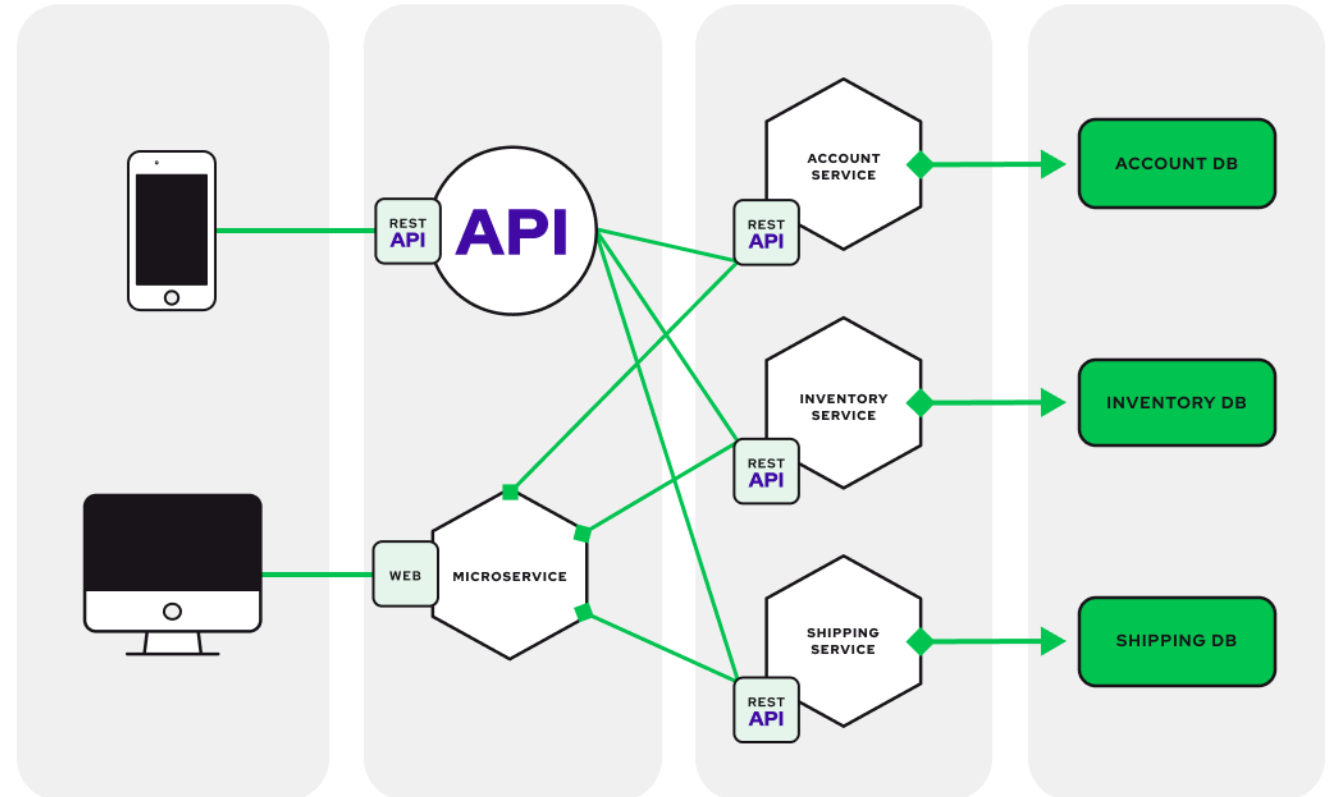 REST
API
API
WEB
MICROSERVICE
ACCOUNT
SERVICE
REST
API
INVENTORY
SERVICE
REST
API
SHIPPING
SERVICE
REST
API
ACCOUNT DB
INVENTORY DB
SHIPPING DB